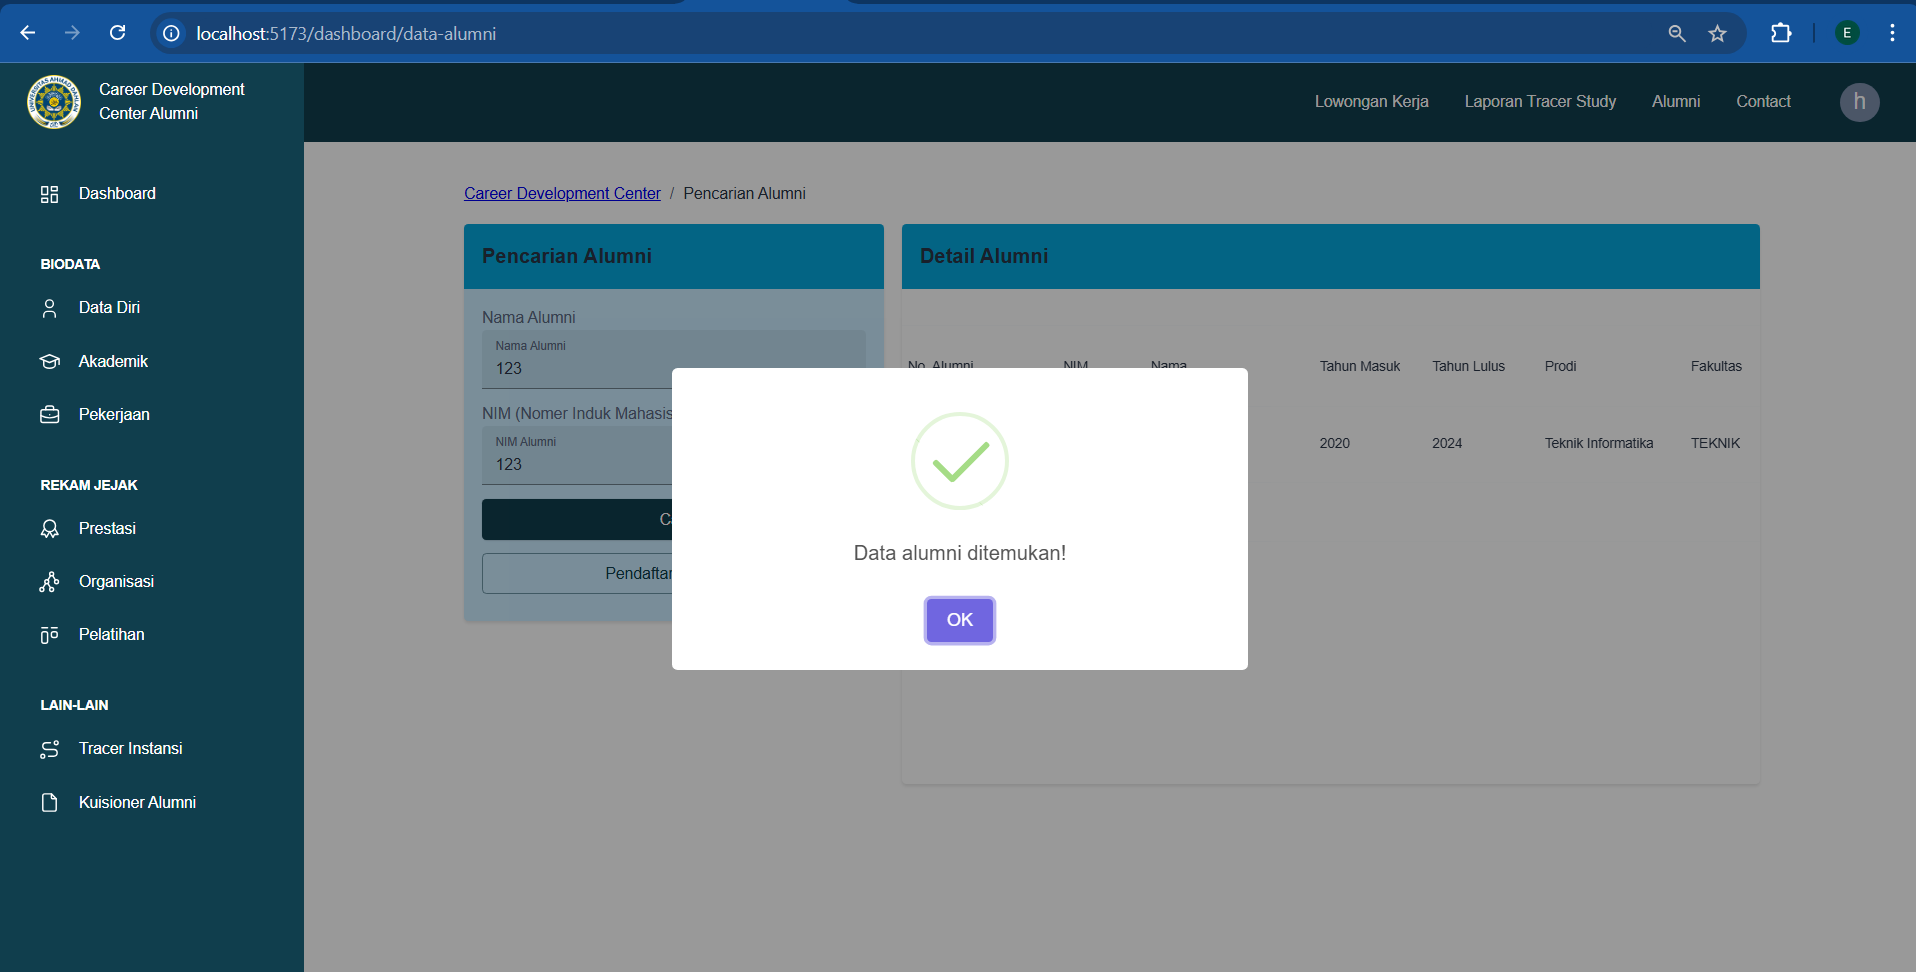 localhost:5173/dashboard/data-alumni
E
Career Development
Center Alumni
Lowongan Kerja
Laporan Tracer Study
Alumni
Contact
h
Dashboard
BIODATA
Data Diri
Akademik
Pekerjaan
REKAM JEJAK
Prestasi
Organisasi
Pelatihan
LAIN-LAIN
Tracer Instansi
Kuisioner Alumni
Career Development Center / Pencarian Alumni
Pencarian Alumni
Nama Alumni
Nama Alumni
123
NIM (Nomer Induk Mahasis
NIM Alumni
123
Pendaftar
Detail Alumni
No. Alumni NIM Nama Tahun Masuk Tahun Lulus Prodi Fakultas
2020 2024 Teknik Informatika TEKNIK
Data alumni ditemukan!
OK